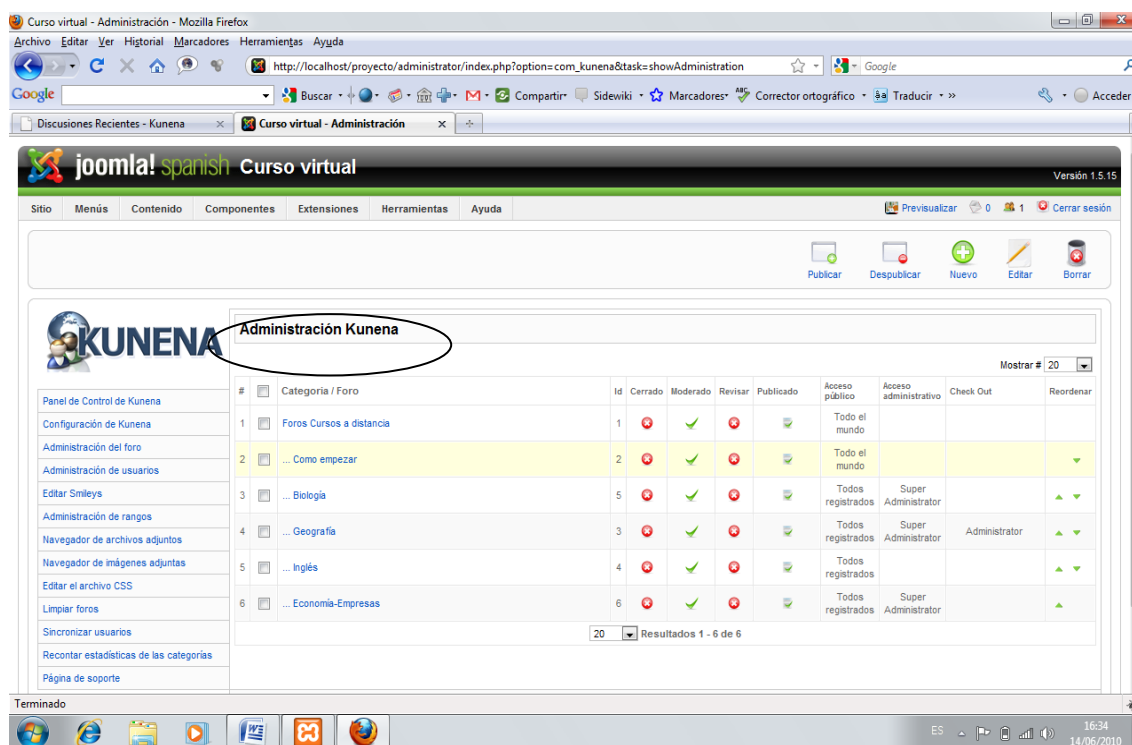 Curso virtual - Administración - Mozilla Firefox
Archivo Editar Ver Historial Marcadores Herramientas Ayuda
http://localhost/proyecto/administrator/index.php?option=com_kunena&task=showAdministration Google
Google Buscar Compartir Sidewiki Marcadores Corrector ortográfico Traducir » Acceder
Discusiones Recientes - Kunena Curso virtual - Administración
joomla! spanish Curso virtual Versión 1.5.15
Sitio Menús Contenido Componentes Extensiones Herramientas Ayuda Previsualizar 0 1 Cerrar sesión
Publicar Despublicar Nuevo Editar Borrar
KUNENA
Administración Kunena
Mostrar # 20
# Categoria / Foro Id Cerrado Moderado Revisar Publicado Acceso público Acceso administrativo Check Out Reordenar
1 Foros Cursos a distancia 1 Todo el mundo
2 ... Como empezar 2 Todo el mundo
3 ... Biología 5 Todos registrados Super Administrator
4 ... Geografía 3 Todos registrados Super Administrator Administrator
5 ... Inglés 4 Todos registrados
6 ... Economía-Empresas 6 Todos registrados Super Administrator
20 Resultados 1 - 6 de 6
Panel de Control de Kunena
Configuración de Kunena
Administración del foro
Administración de usuarios
Editar Smileys
Administración de rangos
Navegador de archivos adjuntos
Navegador de imágenes adjuntas
Editar el archivo CSS
Limpiar foros
Sincronizar usuarios
Recontar estadísticas de las categorías
Página de soporte
Terminado
ES 16:34
14/06/2010